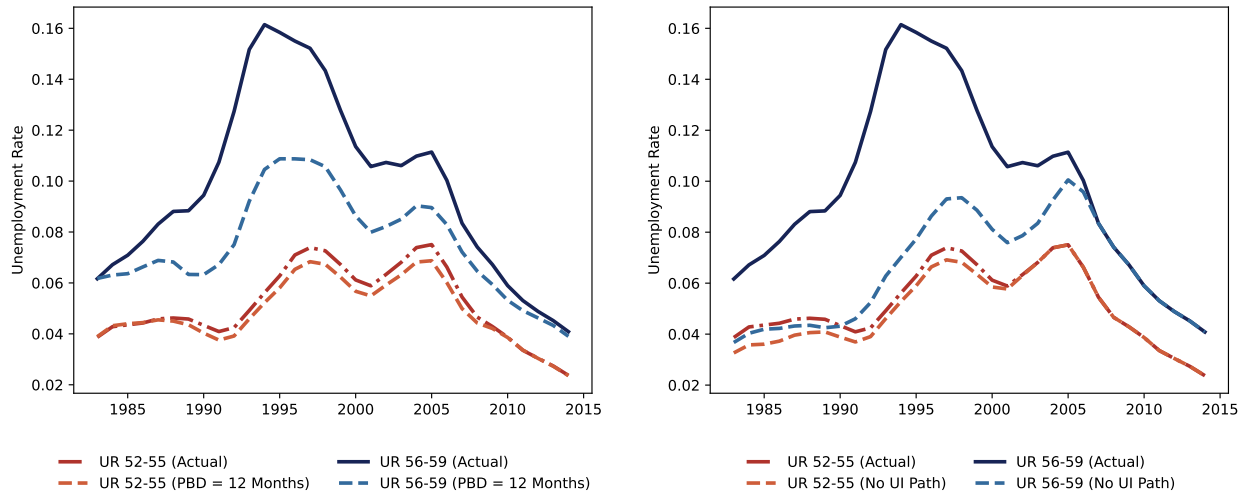 0.16
0.14
0.12
0.10
0.08
0.06
0.04
0.02
Unemployment Rate
1985 1990 1995 2000 2005 2010 2015
UR 52-55 (Actual) UR 56-59 (Actual)
UR 52-55 (PBD = 12 Months) UR 56-59 (PBD = 12 Months)
0.16
0.14
0.12
0.10
0.08
0.06
0.04
0.02
Unemployment Rate
1985 1990 1995 2000 2005 2010 2015
UR 52-55 (Actual) UR 56-59 (Actual)
UR 52-55 (No UI Path) UR 56-59 (No UI Path)